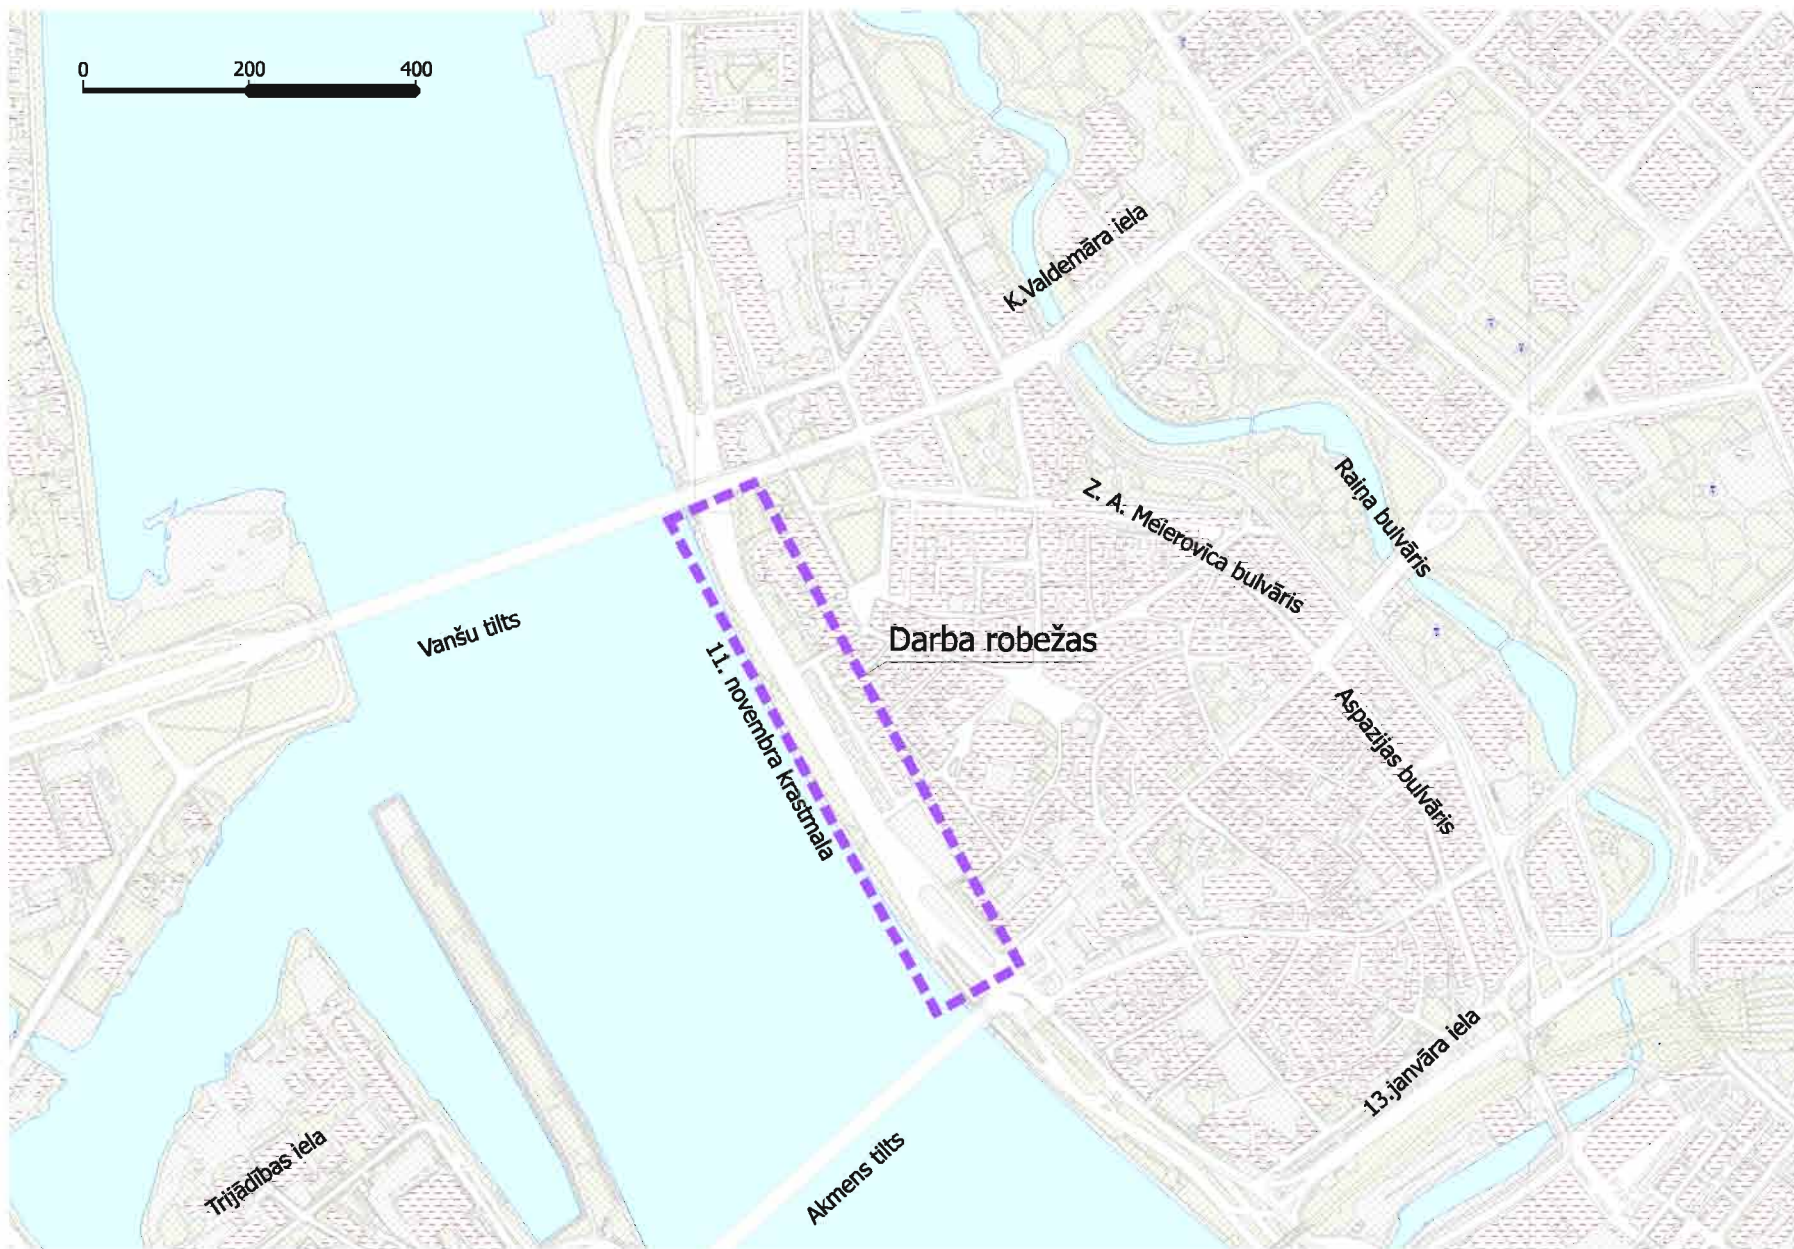 0 200 400
K.Valdemāra iela
Z. A. Meierovica bulvāris
Raiņa bulvāris
Vanšu tilts
Darba robežas
11. novembra krastmala
Aspazijas bulvāris
13.janvāra iela
Akmens tilts
Trijādības iela